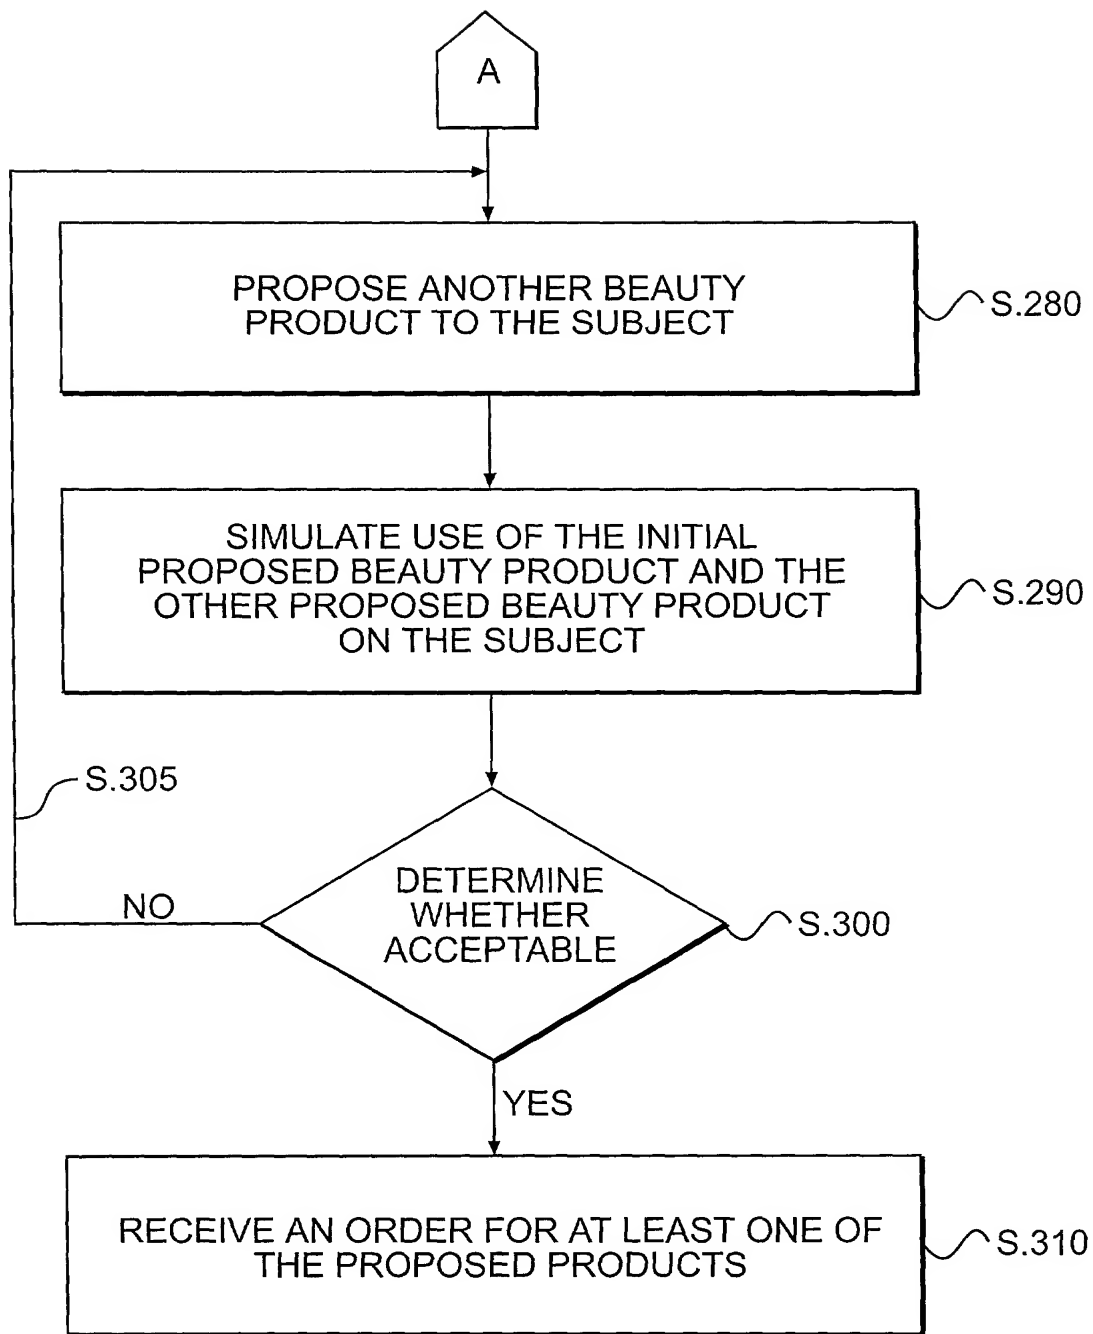 A
PROPOSE ANOTHER BEAUTY
PRODUCT TO THE SUBJECT
S.280
SIMULATE USE OF THE INITIAL
PROPOSED BEAUTY PRODUCT AND THE
OTHER PROPOSED BEAUTY PRODUCT
ON THE SUBJECT
S.290
S.305
DETERMINE
WHETHER
ACCEPTABLE
NO
S.300
YES
RECEIVE AN ORDER FOR AT LEAST ONE OF
THE PROPOSED PRODUCTS
S.310